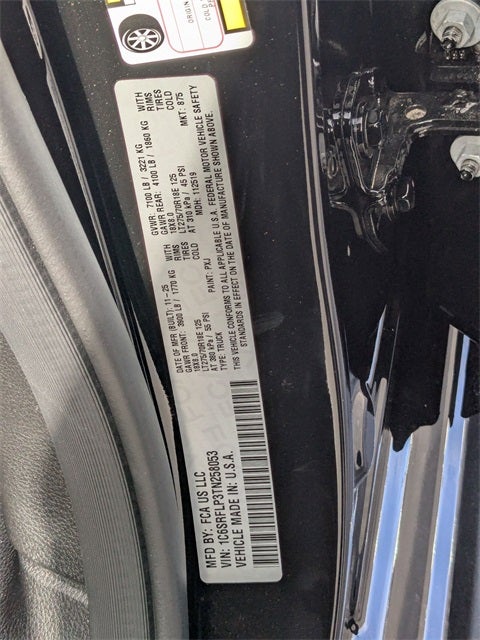 ORIGIN
COLD
MFD BY: FCA US LLC
DATE OF MFR (BUILT): 11-25
GVWR: 7100 LB / 3221 KG
GAWR FRONT: 3900 LB / 1770 KG WITH
18X8.0 RIMS
LT275/70R18E 125 TIRES
AT 380 kPa / 55 PSI COLD
GAWR REAR: 4100 LB / 1860 KG WITH
18X8.0 RIMS
LT275/70R18E 125 TIRES
AT 310 kPa / 45 PSI COLD
VIN: 1C6SRFLP3TN258053
TYPE: TRUCK
PAINT: PXJ
MDH: 112519
MKT: 875
VEHICLE MADE IN: U.S.A.
THIS VEHICLE CONFORMS TO ALL APPLICABLE U.S.A. FEDERAL MOTOR VEHICLE SAFETY
STANDARDS IN EFFECT ON THE DATE OF MANUFACTURE SHOWN ABOVE.